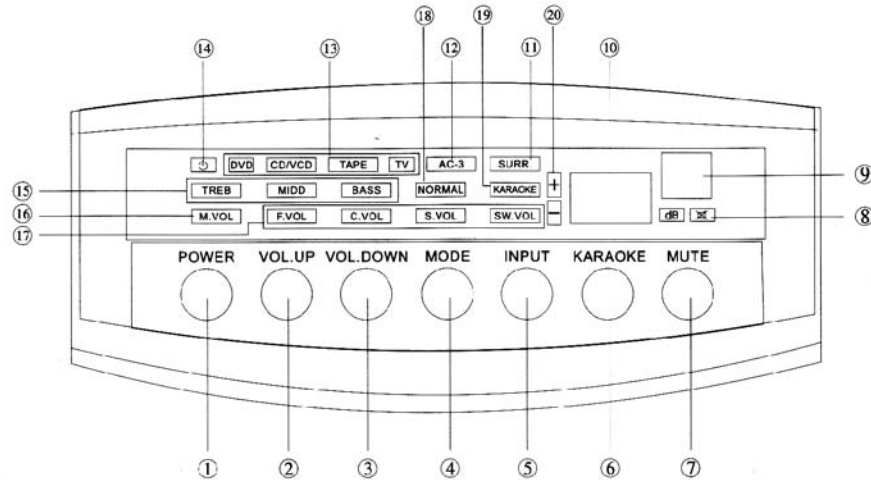 ⑱ ⑲ ⑳
⑭ ⑬ ⑫ ⑪ ⑩
DVD CD/VCD TAPE TV AC-3 SURR
⑮ TREB MIDD BASS NORMAL KARAOKE + ⑨
⑯ M.VOL F.VOL C.VOL S.VOL SW.VOL − dB ⑧
⑰
POWER VOL.UP VOL.DOWN MODE INPUT KARAOKE MUTE
① ② ③ ④ ⑤ ⑥ ⑦